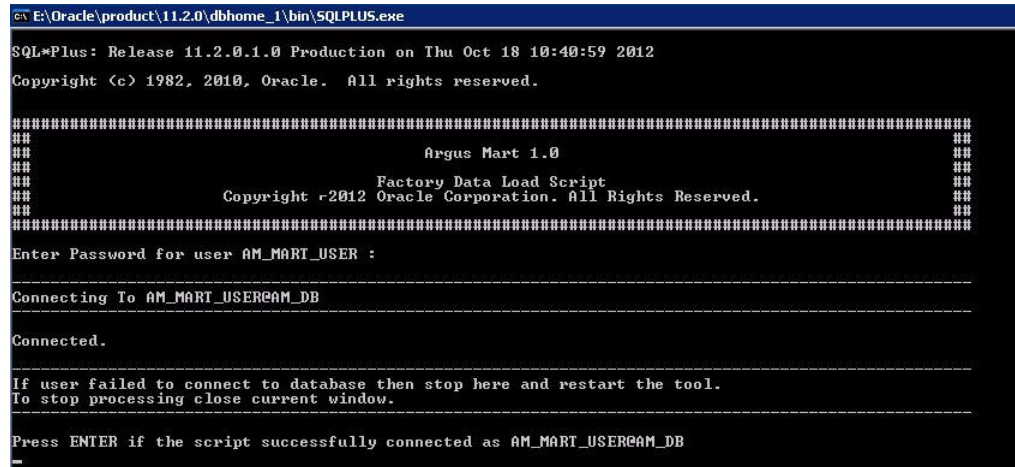 E:\Oracle\product\11.2.0\dbhome_1\bin\SQLPLUS.exe
SQL*Plus: Release 11.2.0.1.0 Production on Thu Oct 18 10:40:59 2012
Copyright (c) 1982, 2010, Oracle. All rights reserved.
####################################################################################################
## ##
## Argus Mart 1.0 ##
## ##
## Factory Data Load Script ##
## Copyright ⌐2012 Oracle Corporation. All Rights Reserved. ##
## ##
####################################################################################################
Enter Password for user AM_MART_USER :
----------------------------------------------------------------------------------------------------
Connecting To AM_MART_USER@AM_DB
----------------------------------------------------------------------------------------------------
Connected.
----------------------------------------------------------------------------------------------------
If user failed to connect to database then stop here and restart the tool.
To stop processing close current window.
----------------------------------------------------------------------------------------------------
Press ENTER if the script successfully connected as AM_MART_USER@AM_DB